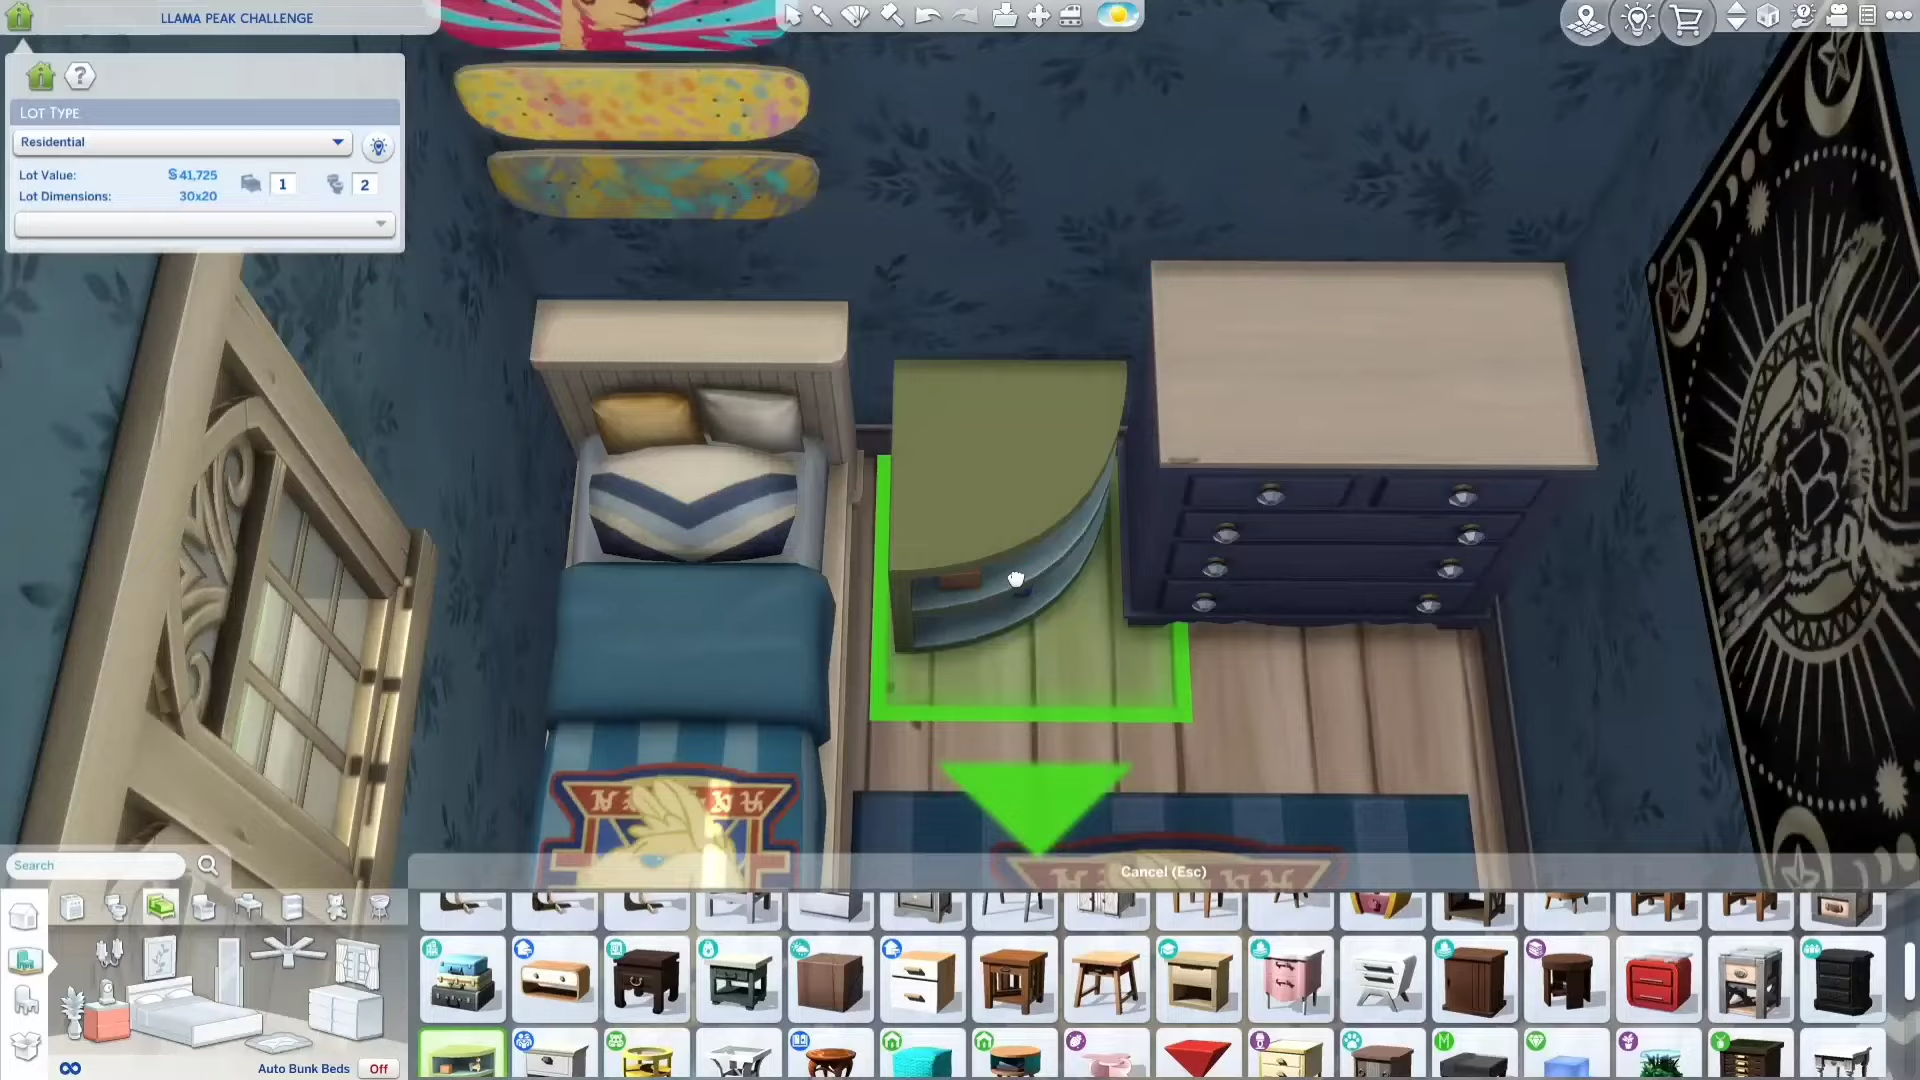 LLAMA PEAK CHALLENGE
LOT TYPE
Residential
Lot Value: §41,725
1
2
Lot Dimensions: 30x20
Cancel (Esc)
Search
Auto Bunk Beds Off